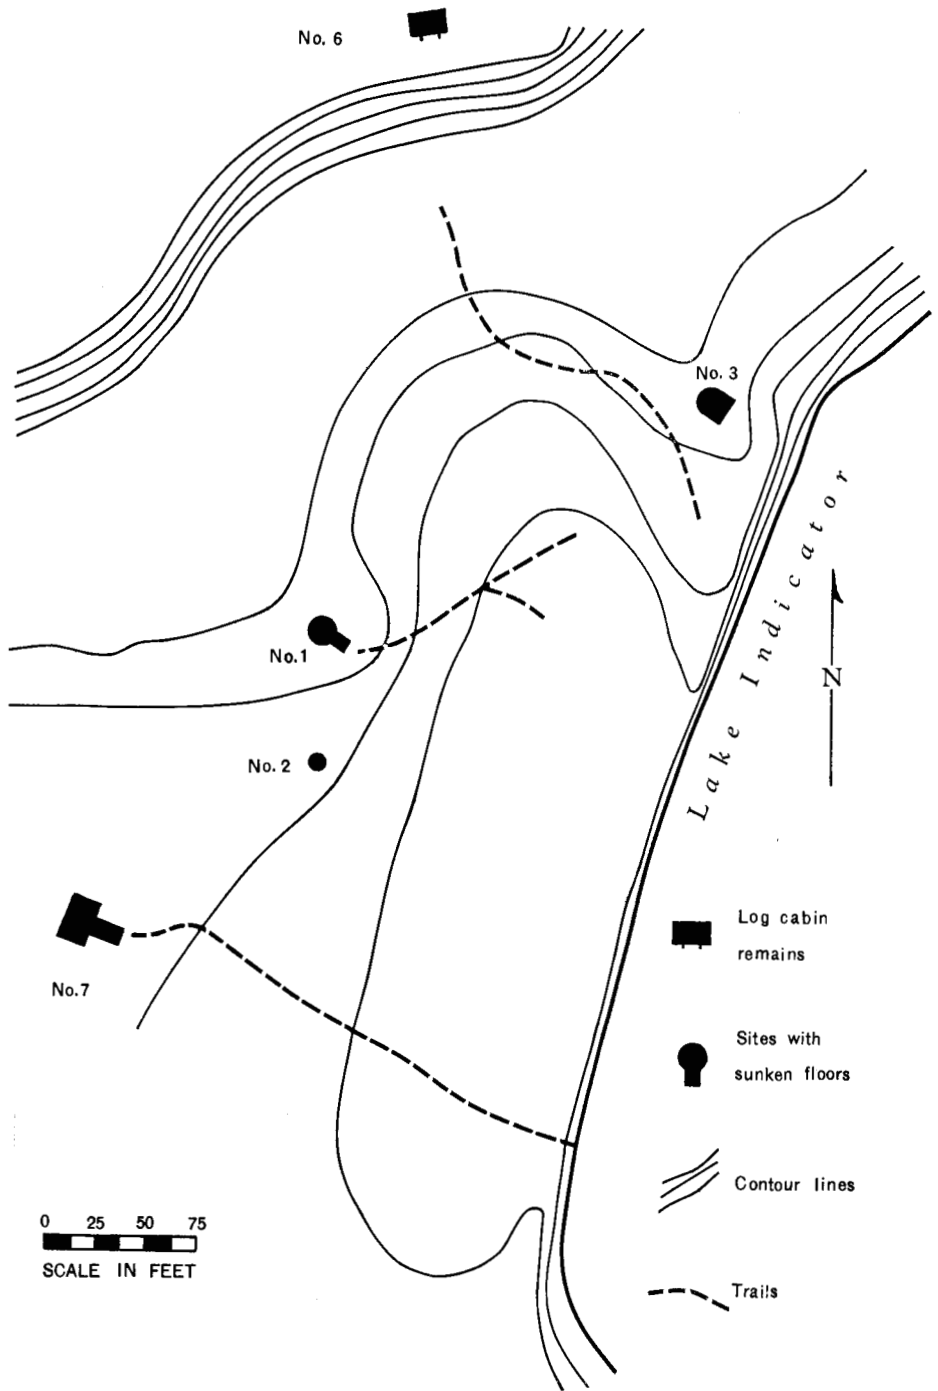 No. 6
No. 3
No.1
No.2
No.7
Lake Indicator
N
Log cabin
remains
Sites with
sunken floors
Contour lines
Trails
0 25 50 75
SCALE IN FEET